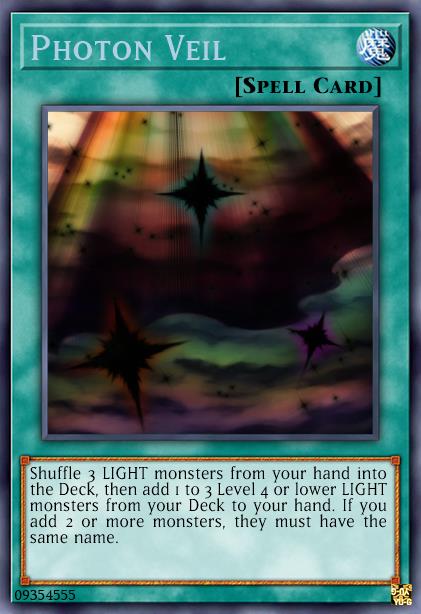 Photon Veil
[Spell Card]
Shuffle 3 LIGHT monsters from your hand into
the Deck, then add 1 to 3 Level 4 or lower LIGHT
monsters from your Deck to your hand. If you
add 2 or more monsters, they must have the
same name.
09354555